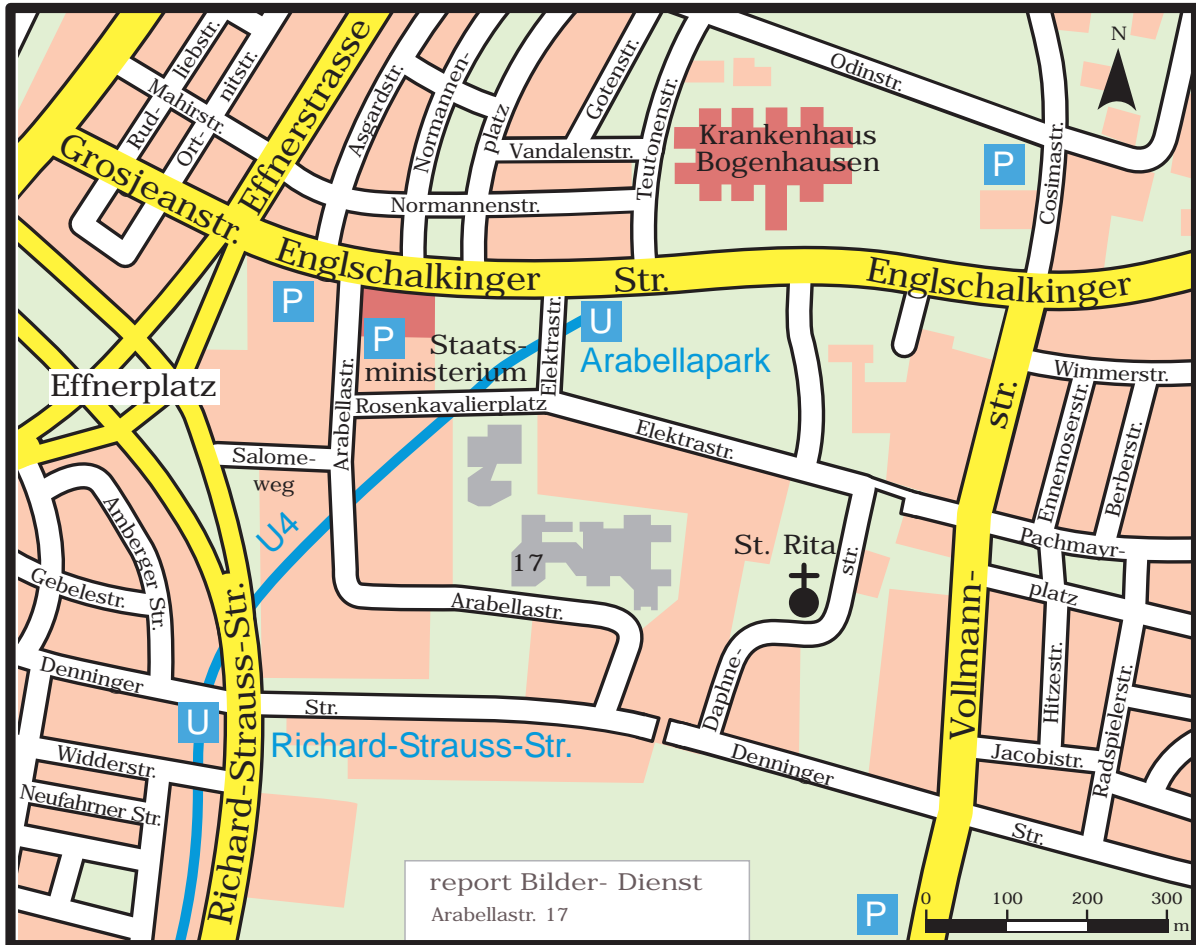 liebstr.
Rud-
nitstr.
Ort-
Mahirstr.
Effnerstrasse
Grosjeanstr.
Asgardstr.
Normannen-
platz
Gotenstr.
Teutonenstr.
Vandalenstr.
Normannenstr.
Odinstr.
N
Krankenhaus
Bogenhausen
P
Cosimastr.
Englschalkinger
Str.
Englschalkinger
P
P
Staats-
ministerium
Elektrastr.
U
Arabellapark
Effnerplatz
Arabellastr.
Rosenkavalierplatz
Elektrastr.
Wimmerstr.
Ennemoserstr.
Berberstr.
Salome-
weg
U4
Amberger Str.
Gebelestr.
17
St. Rita
Daphne-
str.
Pachmayr-
platz
Arabellastr.
Vollmann-
str.
Hitzestr.
Radspielerstr.
Jacobistr.
Denninger
Str.
U
Richard-Strauss-Str.
Richard-Strauss-Str.
Richard-Strauss-Str.
Widderstr.
Neufahrner Str.
Denninger
Str.
report Bilder- Dienst
Arabellastr. 17
P
0 100 200 300
m